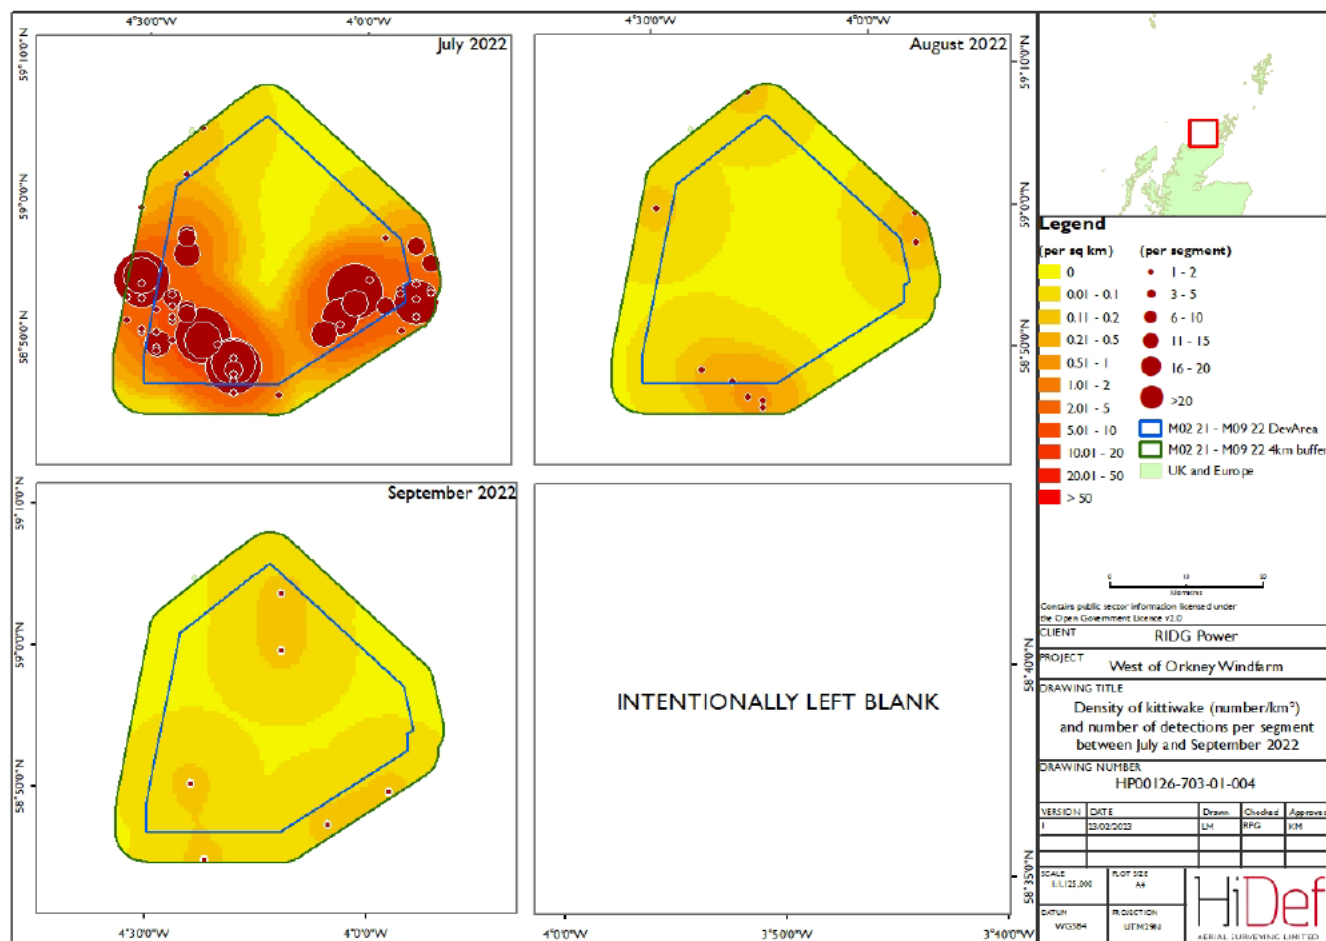 4°30'0"W 4°0'0"W
4°30'0"W 4°0'0"W
July 2022
August 2022
59°10'0"N
59°0'0"N
58°50'0"N
59°10'0"N
59°0'0"N
58°50'0"N
Legend
(per sq km) (per segment)
0
0.01 - 0.1
0.11 - 0.2
0.21 - 0.5
0.51 - 1
1.01 - 2
2.01 - 5
5.01 - 10
10.01 - 20
20.01 - 50
> 50
1 - 2
3 - 5
6 - 10
11 - 15
16 - 20
>20
M02 21 - M09 22 DevArea
M02 21 - M09 22 4km buffer
UK and Europe
September 2022
59°10'0"N
59°0'0"N
58°50'0"N
4°30'0"W 4°0'0"W
INTENTIONALLY LEFT BLANK
58°40'0"N
58°35'0"N
4°0'0"W 3°50'0"W 3°40'0"W
0 10 20
Kilometres
Contains public sector information licensed under
the Open Government Licence v2.0
CLIENT
RIDG Power
PROJECT
West of Orkney Windfarm
DRAWING TITLE
Density of kittiwake (number/km²)
and number of detections per segment
between July and September 2022
DRAWING NUMBER
HP00126-703-01-004
VERSION DATE Drawn Checked Approved
1 23/02/2023 LM RFG KM
SCALE
1:1,125,000
PLOT SIZE
A4
DATUM
WGS84
PROJECTION
UTM29N
HiDef
AERIAL SURVEYING LIMITED